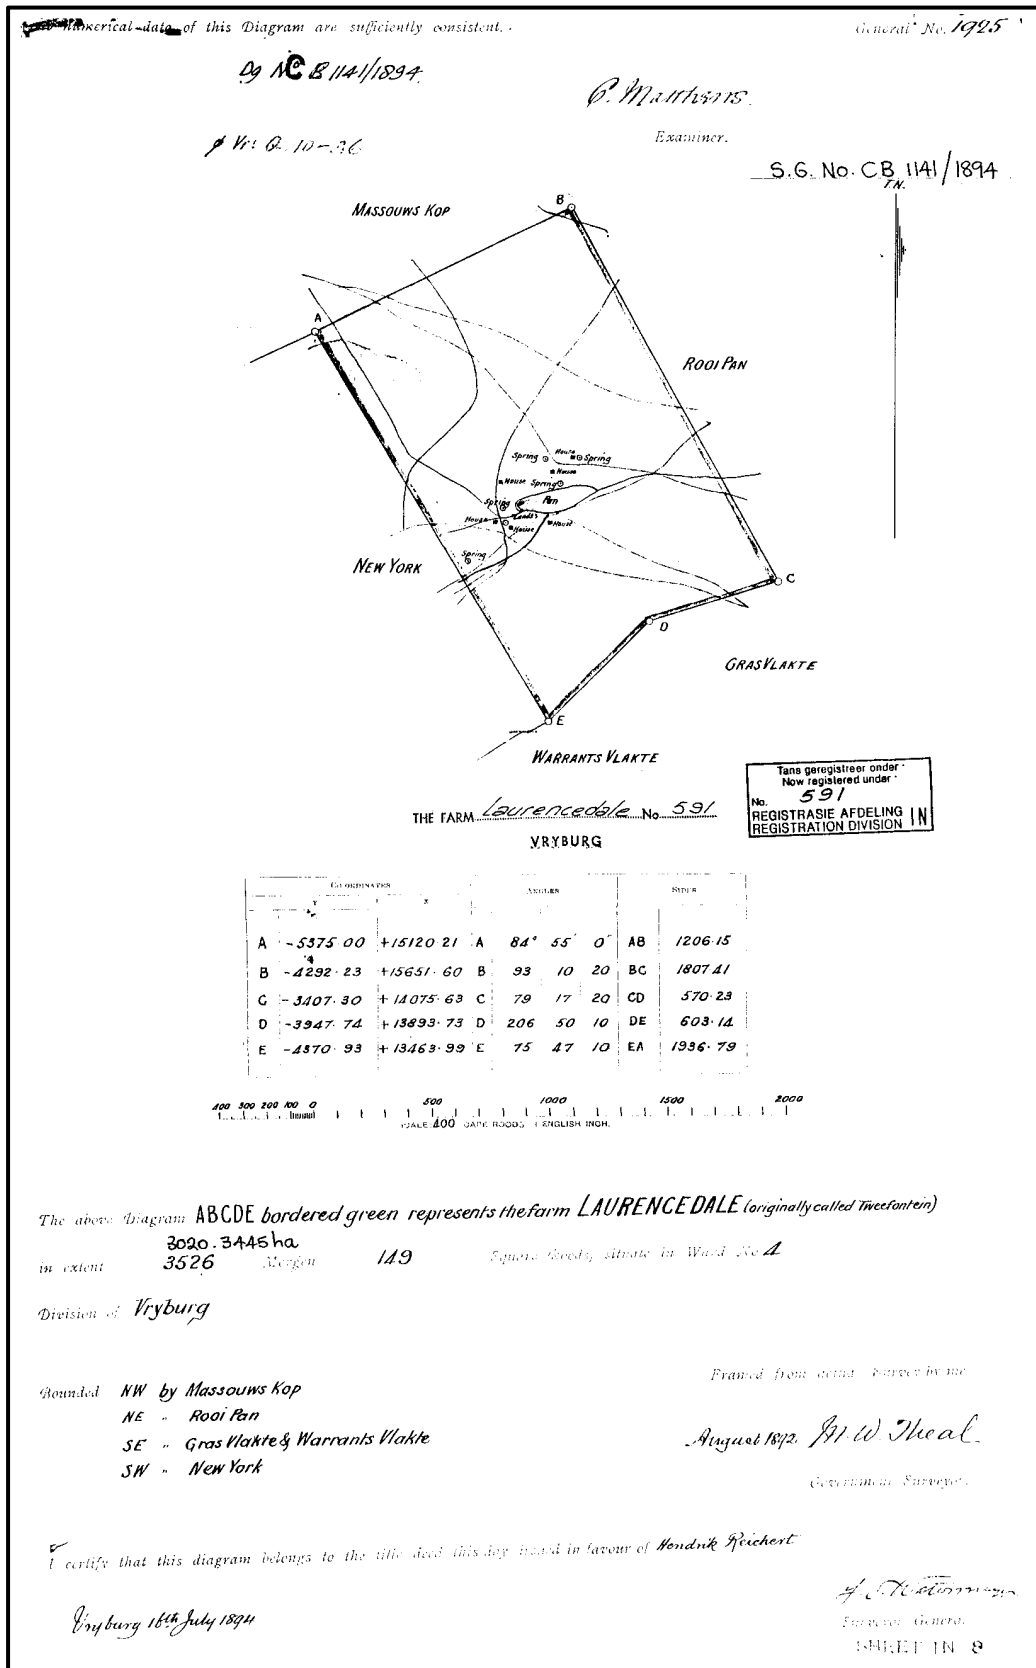 numerical data of this Diagram are sufficiently consistent.
General No. 1925
Dg No CB 1141/1894
P. Matthews.
Examiner.
S.G. No. CB 1141/1894
T.N.
MASSOUWS KOP
B
A
ROOI PAN
Spring House Spring
House
House Spring
Pan
Spring
Lands
House House House
Spring
NEW YORK
C
D
GRAS VLAKTE
E
WARRANTS VLAKTE
Tans geregistreer onder
Now registered under
No. 591
REGISTRASIE AFDELING
REGISTRATION DIVISION IN
THE FARM Laurencedale No 591
VRYBURG
CO-ORDINATES ANGLES SIDES
Y X
A -5375.00 +15120.21 A 84° 55' 0" AB 1206.15
B -4292.23 +15651.60 B 93 10 20 BC 1807.41
C -3407.30 +14075.63 C 79 17 20 CD 570.23
D -3947.74 +13893.73 D 206 50 10 DE 603.14
E -4370.93 +13463.99 E 75 47 10 EA 1936.79
400 300 200 100 0 500 1000 1500 2000
SCALE 400 CAPE ROODS 1 ENGLISH INCH.
The above Diagram ABCDE bordered green represents the farm LAURENCEDALE (originally called Tweefontein)
3020.3445 ha
in extent 3526 Morgen 149 Square Roods, situate in Ward No 4
Division of Vryburg
Framed from actual Survey by me
Bounded NW by Massouws Kop
NE " Rooi Pan
SE " Gras Vlakte & Warrants Vlakte
SW " New York
August 1892. M. W. Theal.
Government Surveyor.
I certify that this diagram belongs to the title deed this day issued in favour of Hendrik Reichert
Vryburg 16th July 1894
Surveyor General
SHEET IN 8